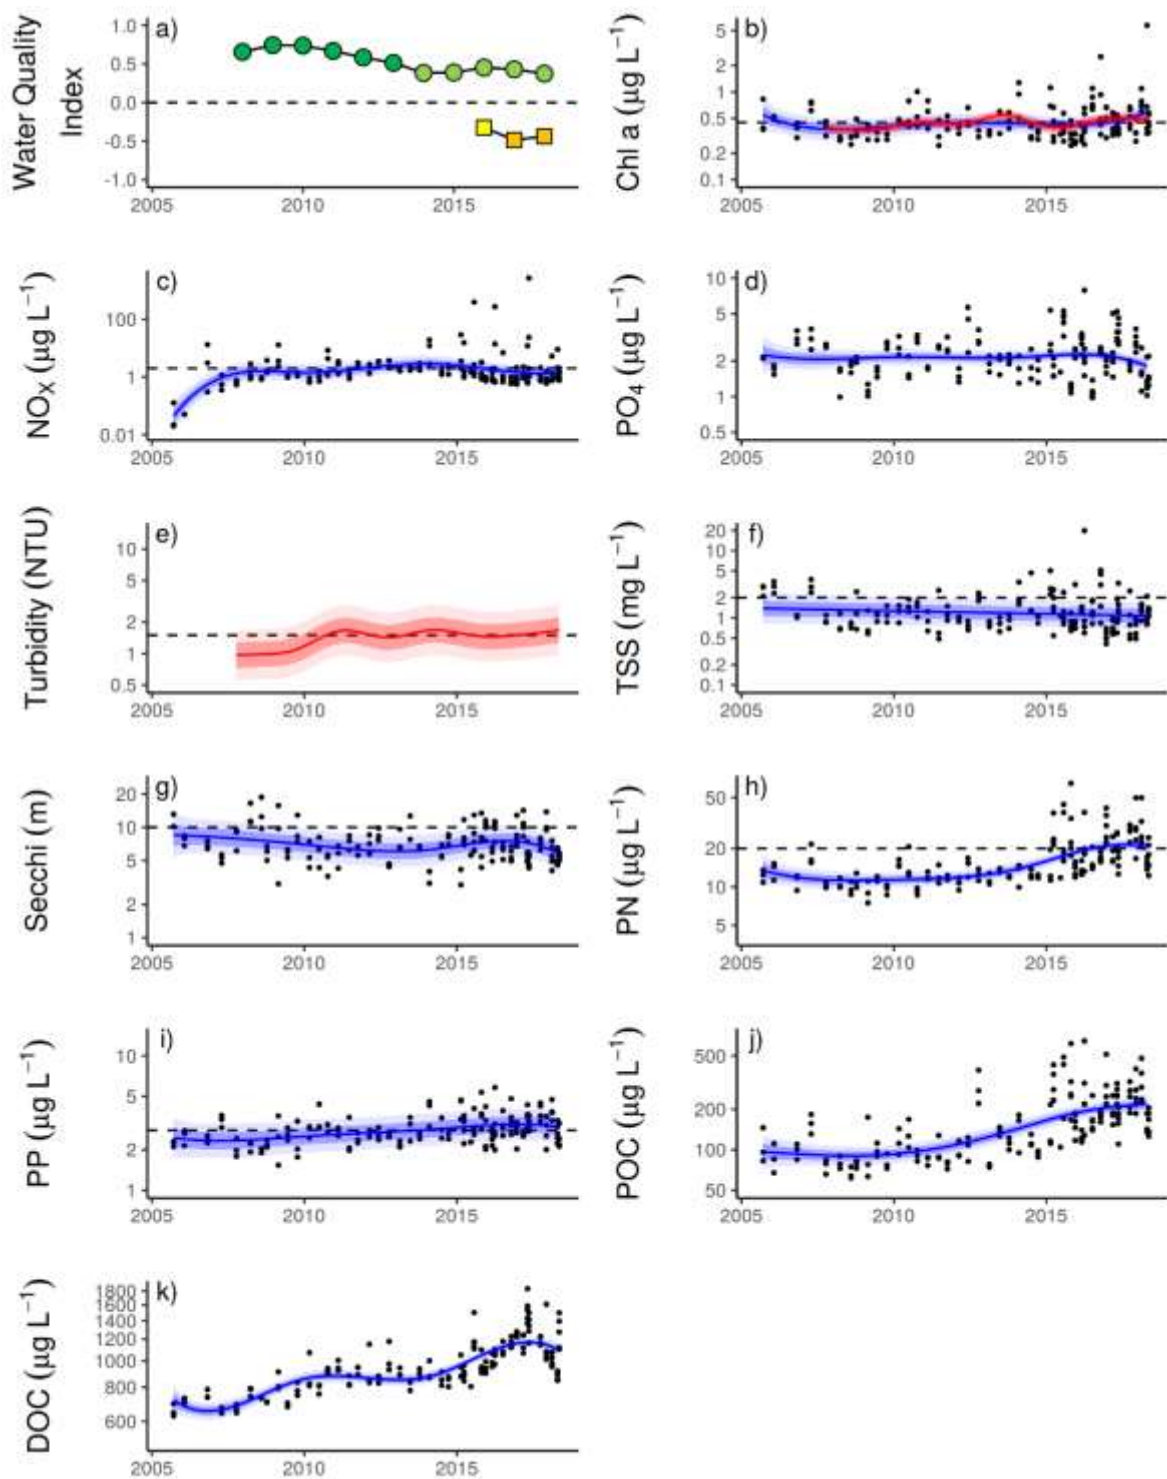 Water Quality
Index
a)
1.0
0.5
0.0
-0.5
-1.0
2005 2010 2015
Chl a (µg L⁻¹)
b)
5
2
1
0.5
0.2
0.1
2005 2010 2015
NOₓ (µg L⁻¹)
c)
100
1
0.01
2005 2010 2015
PO₄ (µg L⁻¹)
d)
10
5
2
1
0.5
2005 2010 2015
Turbidity (NTU)
e)
10
5
2
1
0.5
2005 2010 2015
TSS (mg L⁻¹)
f)
20
10
5
2
1
0.5
0.2
0.1
2005 2010 2015
Secchi (m)
g)
20
10
5
2
1
2005 2010 2015
PN (µg L⁻¹)
h)
50
20
10
5
2005 2010 2015
PP (µg L⁻¹)
i)
10
5
2
1
2005 2010 2015
POC (µg L⁻¹)
j)
500
200
100
50
2005 2010 2015
DOC (µg L⁻¹)
k)
1800
1600
1400
1200
1000
800
600
2005 2010 2015